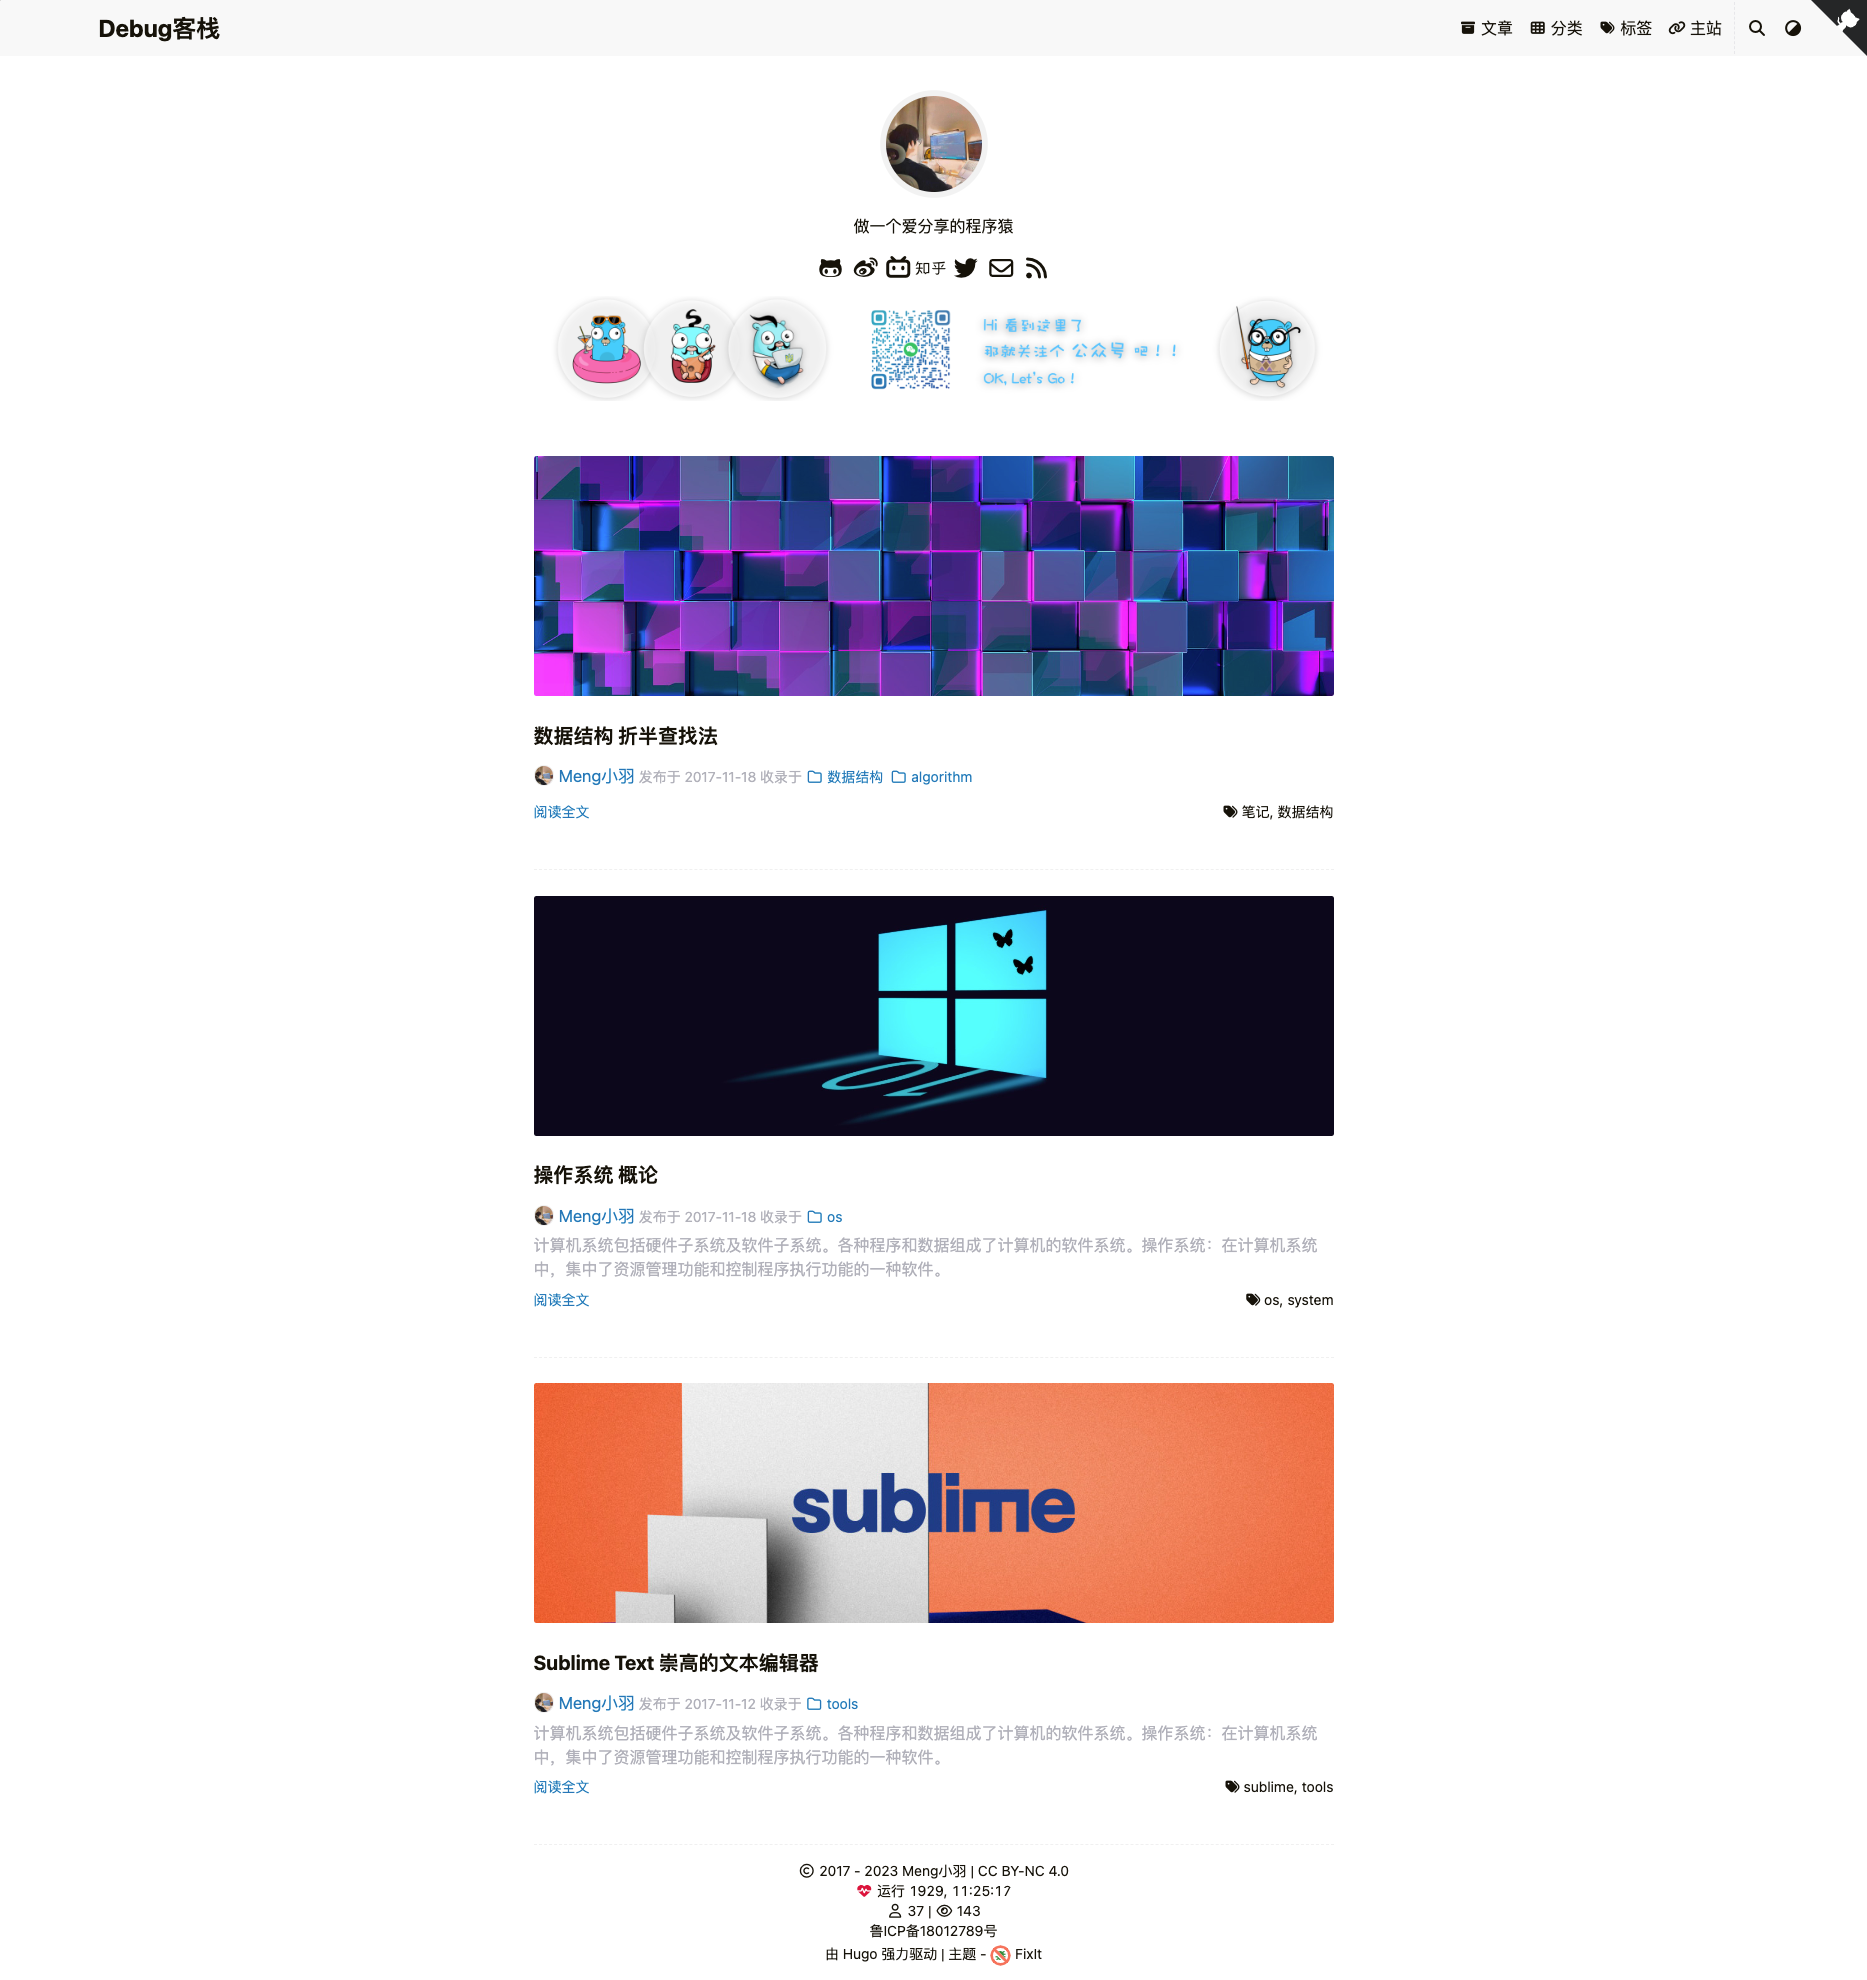 Debug客栈
文章 分类 标签 主站
做一个爱分享的程序猿
知乎
Hi 看到这里了
那就关注个 公众号 吧！！
OK, Let's Go !
数据结构 折半查找法
Meng小羽 发布于 2017-11-18 收录于 数据结构 algorithm
阅读全文
笔记, 数据结构
操作系统 概论
Meng小羽 发布于 2017-11-18 收录于 os
计算机系统包括硬件子系统及软件子系统。各种程序和数据组成了计算机的软件系统。操作系统：在计算机系统
中，集中了资源管理功能和控制程序执行功能的一种软件。
阅读全文
os, system
sublime
Sublime Text 崇高的文本编辑器
Meng小羽 发布于 2017-11-12 收录于 tools
计算机系统包括硬件子系统及软件子系统。各种程序和数据组成了计算机的软件系统。操作系统：在计算机系统
中，集中了资源管理功能和控制程序执行功能的一种软件。
阅读全文
sublime, tools
© 2017 - 2023 Meng小羽 | CC BY-NC 4.0
运行 1929, 11:25:17
37 | 143
鲁ICP备18012789号
由 Hugo 强力驱动 | 主题 - FixIt